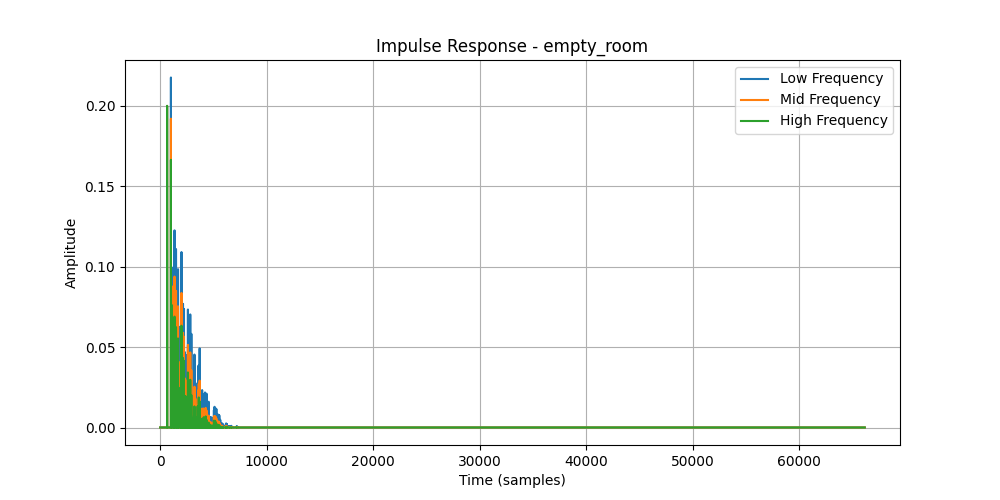 Impulse Response - empty_room
Low Frequency
Mid Frequency
High Frequency
Amplitude
0.20
0.15
0.10
0.05
0.00
0 10000 20000 30000 40000 50000 60000
Time (samples)